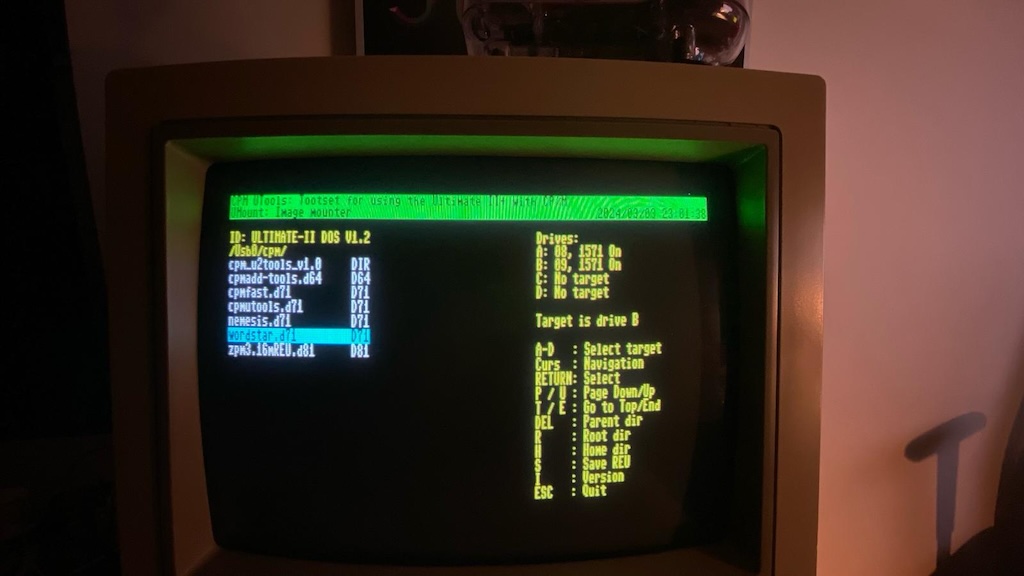 CPM UTools: Toolset for using the Ultimate II+ with CP/M
UMount: Image mounter 2024/03/03 23:01:38
ID: ULTIMATE-II DOS V1.2
/Usb0/cpm/
cpm_u2tools_v1.0 DIR
cpmadd-tools.d64 D64
cpmfast.d71 D71
cpmutools.d71 D71
nemesis.d71 D71
wordstar.d71 D71
zpm3.16mREU.d81 D81
Drives:
A: 08, 1571 On
B: 09, 1571 On
C: No target
D: No target
Target is drive B
A-D : Select target
Curs : Navigation
RETURN: Select
P / U : Page Down/Up
T / E : Go to Top/End
DEL : Parent dir
R : Root dir
H : Home dir
S : Save REU
I : Version
ESC : Quit